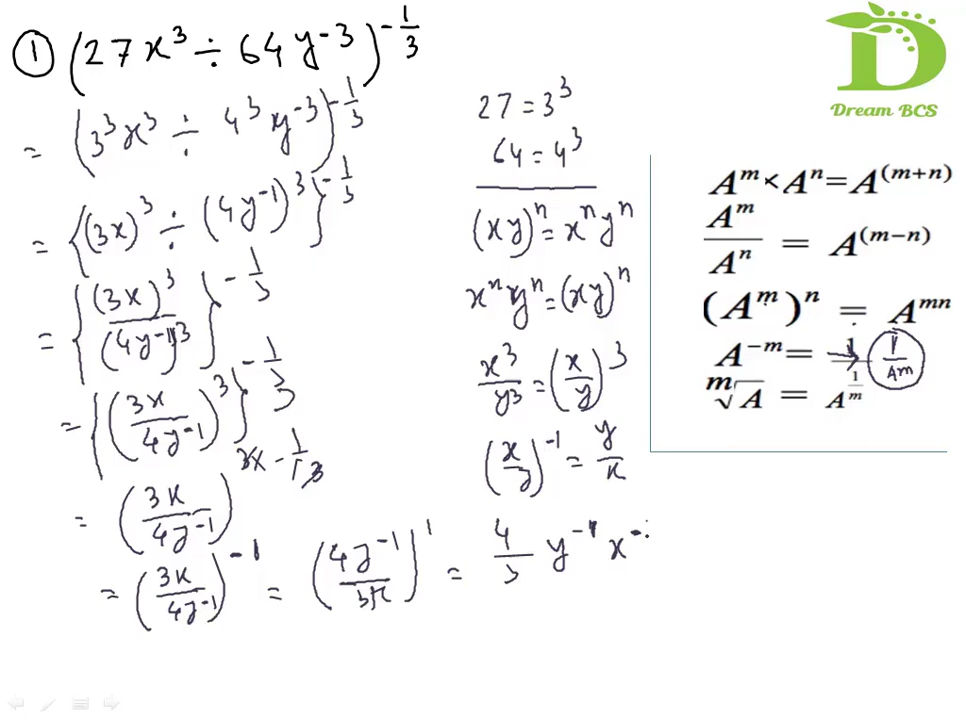 ① (27x³ ÷ 64y⁻³)^(-1/3)
= (3³x³ ÷ 4³y⁻³)^(-1/3)
= {(3x)³ ÷ (4y⁻¹)³}^(-1/3)
= {(3x)³/(4y⁻¹)³}^(-1/3)
= {(3x/4y⁻¹)³}^(-1/3)
3x - 1/3
= (3x/4y⁻¹)
= (3x/4y⁻¹)⁻¹ = (4y⁻¹/3x)¹ = 4/3 y⁻¹ x⁻
27 = 3³
64 = 4³
(xy)ⁿ = xⁿyⁿ
xⁿyⁿ = (xy)ⁿ
x³/y³ = (x/y)³
(x/y)⁻¹ = y/x
Dream BCS
Aᵐ × Aⁿ = A^(m+n)
Aᵐ/Aⁿ = A^(m−n)
(Aᵐ)ⁿ = Aᵐⁿ
A⁻ᵐ = 1/Am
ᵐ√A = A^(1/m)